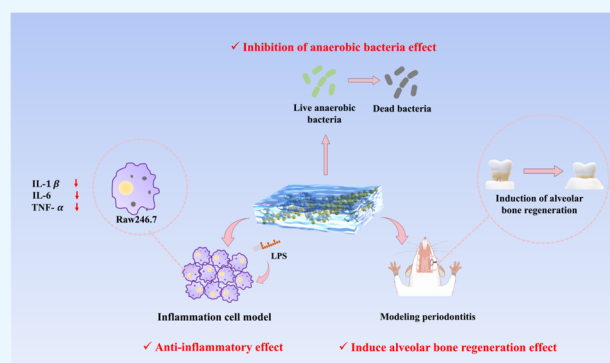 ✓ Inhibition of anaerobic bacteria effect
Live anaerobic
bacteria
Dead bacteria
IL-1 β ↓
IL-6 ↓
TNF- α ↓
Raw246.7
Induction of alveolar
bone regeneration
LPS
Inflammation cell model
Modeling periodontitis
✓ Anti-inflammatory effect
✓ Induce alveolar bone regeneration effect